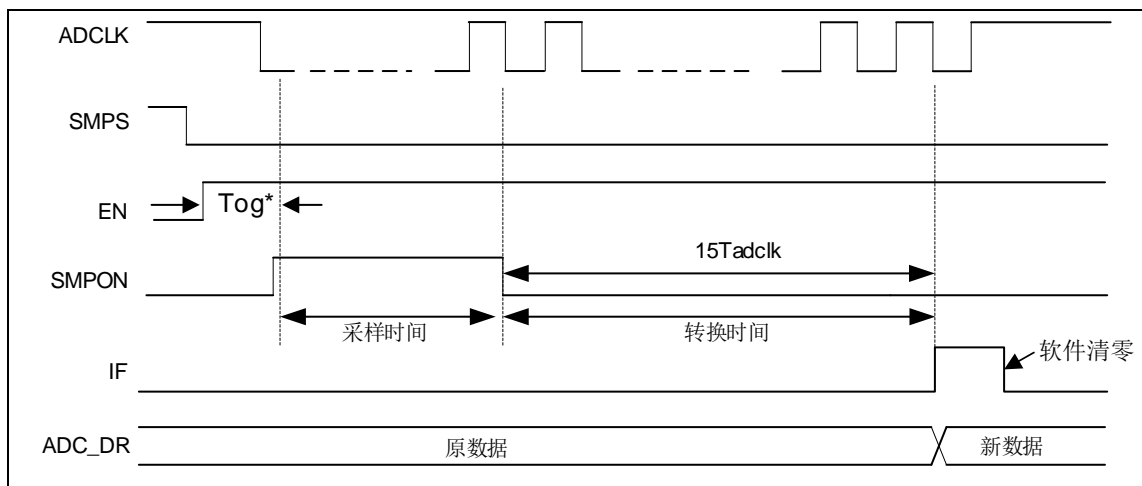 ADCLK
SMPS
EN
Tog*
SMPON
15Tadclk
采样时间
转换时间
IF
软件清零
ADC_DR
原数据
新数据